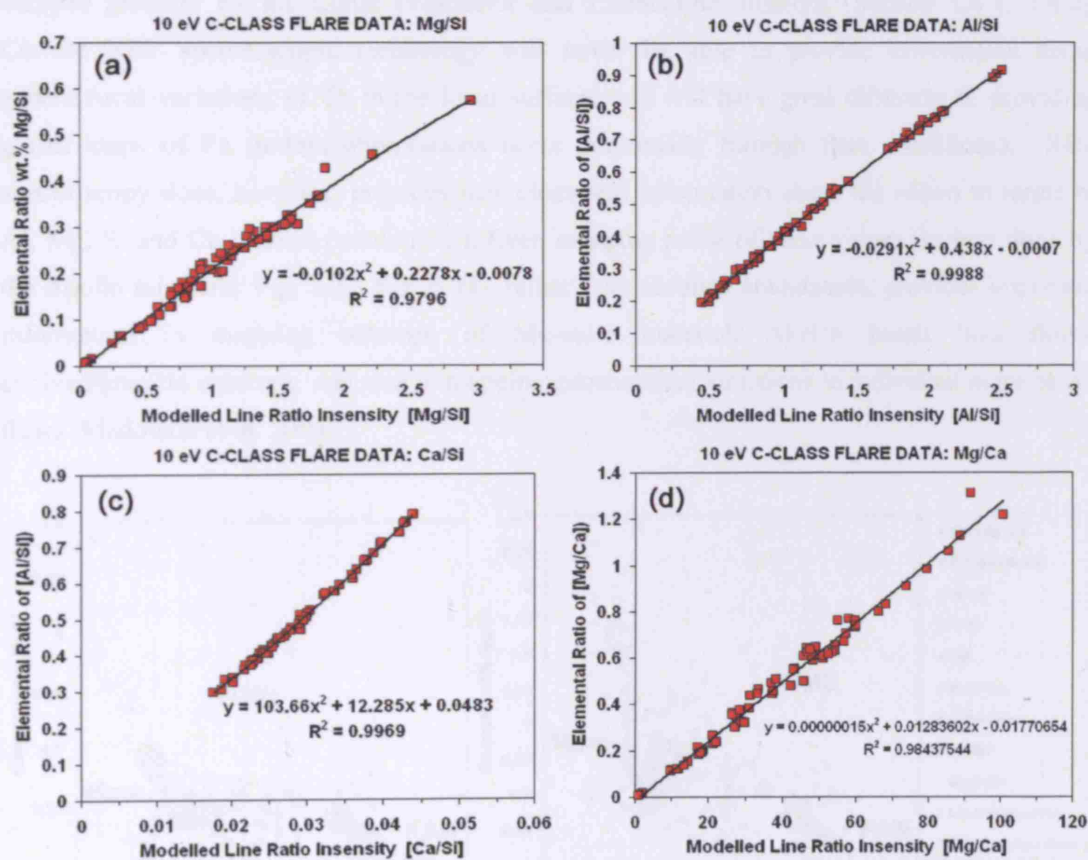 10 eV C-CLASS FLARE DATA: Mg/Si
(a)
Elemental Ratio wt.% Mg/Si
0.7
0.6
0.5
0.4
0.3
0.2
0.1
0
y = -0.0102x² + 0.2278x - 0.0078
R² = 0.9796
0 0.5 1 1.5 2 2.5 3 3.5
Modelled Line Ratio Insensity [Mg/Si]
10 eV C-CLASS FLARE DATA: Al/Si
(b)
Elemental Ratio of [Al/Si]
1
0.9
0.8
0.7
0.6
0.5
0.4
0.3
0.2
0.1
0
y = -0.0291x² + 0.438x - 0.0007
R² = 0.9988
0 0.5 1 1.5 2 2.5 3
Modelled Line Ratio Insensity [Al/Si]
10 eV C-CLASS FLARE DATA: Ca/Si
(c)
Elemental Ratio of [Al/Si])
0.9
0.8
0.7
0.6
0.5
0.4
0.3
0.2
0.1
0
y = 103.66x² + 12.285x + 0.0483
R² = 0.9969
0 0.01 0.02 0.03 0.04 0.05 0.06
Modelled Line Ratio Insensity [Ca/Si]
10 eV C-CLASS FLARE DATA: Mg/Ca
(d)
Elemental Ratio of [Mg/Ca]
1.4
1.2
1
0.8
0.6
0.4
0.2
0
y = 0.00000015x² + 0.01283602x - 0.01770654
R² = 0.98437544
0 20 40 60 80 100 120
Modelled Line Ratio Insensity [Mg/Ca]